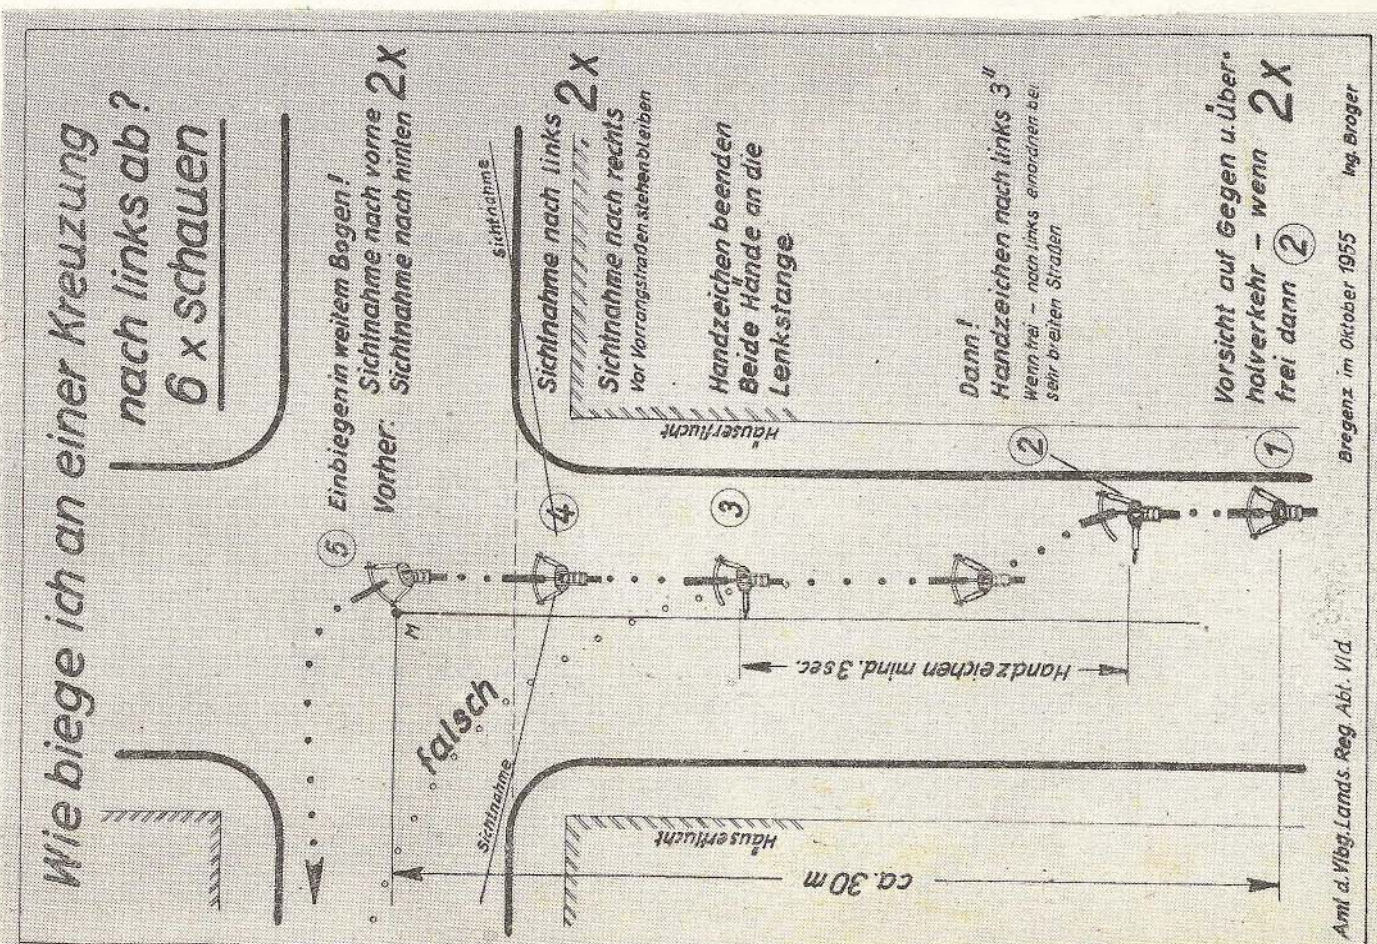 Wie biege ich an einer Kreuzung
nach links ab?
6 x schauen
5 Einbiegen in weitem Bogen!
Vorher: Sichtnahme nach vorne
Sichtnahme nach hinten 2x
Sichtnahme
4
Sichtnahme nach links
Sichtnahme nach rechts 2x
Vor Vorrangstraßen stehenbleiben
3
Handzeichen beenden
Beide Hände an die
Lenkstange
Häuserflucht
2
Dann!
Handzeichen nach links 3"
Wenn frei - nach links einordnen bei
sehr breiten Straßen
1
Vorsicht auf Gegen u. Über-
holverkehr - wenn 2x
frei dann 2
M
falsch
Sichtnahme
Handzeichen mind. 3 sec.
Häuserflucht
ca. 30 m
Amt d. Vlbg. Lands. Reg. Abt. VId
Bregenz im Oktober 1955
Ing. Broger